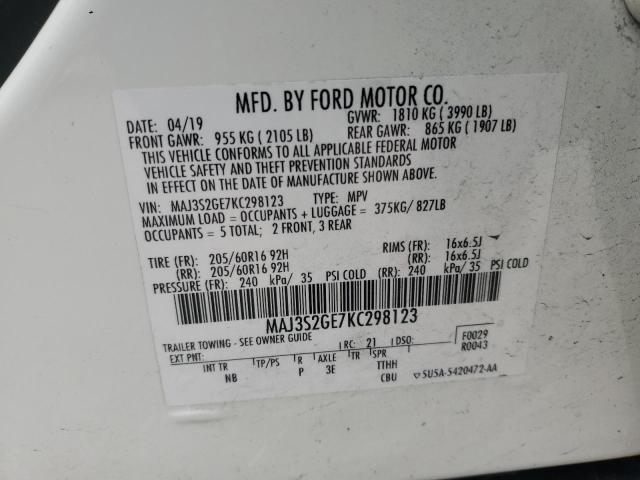 MFD. BY FORD MOTOR CO.
DATE: 04/19 GVWR: 1810 KG ( 3990 LB)
FRONT GAWR: 955 KG ( 2105 LB) REAR GAWR: 865 KG ( 1907 LB)
THIS VEHICLE CONFORMS TO ALL APPLICABLE FEDERAL MOTOR
VEHICLE SAFETY AND THEFT PREVENTION STANDARDS
IN EFFECT ON THE DATE OF MANUFACTURE SHOWN ABOVE.
VIN: MAJ3S2GE7KC298123 TYPE: MPV
MAXIMUM LOAD = OCCUPANTS + LUGGAGE = 375KG/ 827LB
OCCUPANTS = 5 TOTAL; 2 FRONT, 3 REAR
TIRE (FR): 205/60R16 92H RIMS (FR): 16x6.5J
(RR): 205/60R16 92H (RR): 16x6.5J
PRESSURE (FR): 240 kPa/ 35 PSI COLD (RR): 240 kPa/ 35 PSI COLD
MAJ3S2GE7KC298123
TRAILER TOWING - SEE OWNER GUIDE RC: 21 DSO: F0029
EXT PNT: R0043
INT TR TP/PS R AXLE TR SPR
NB P 3E TTHH
CBU 5U5A-5420472-AA